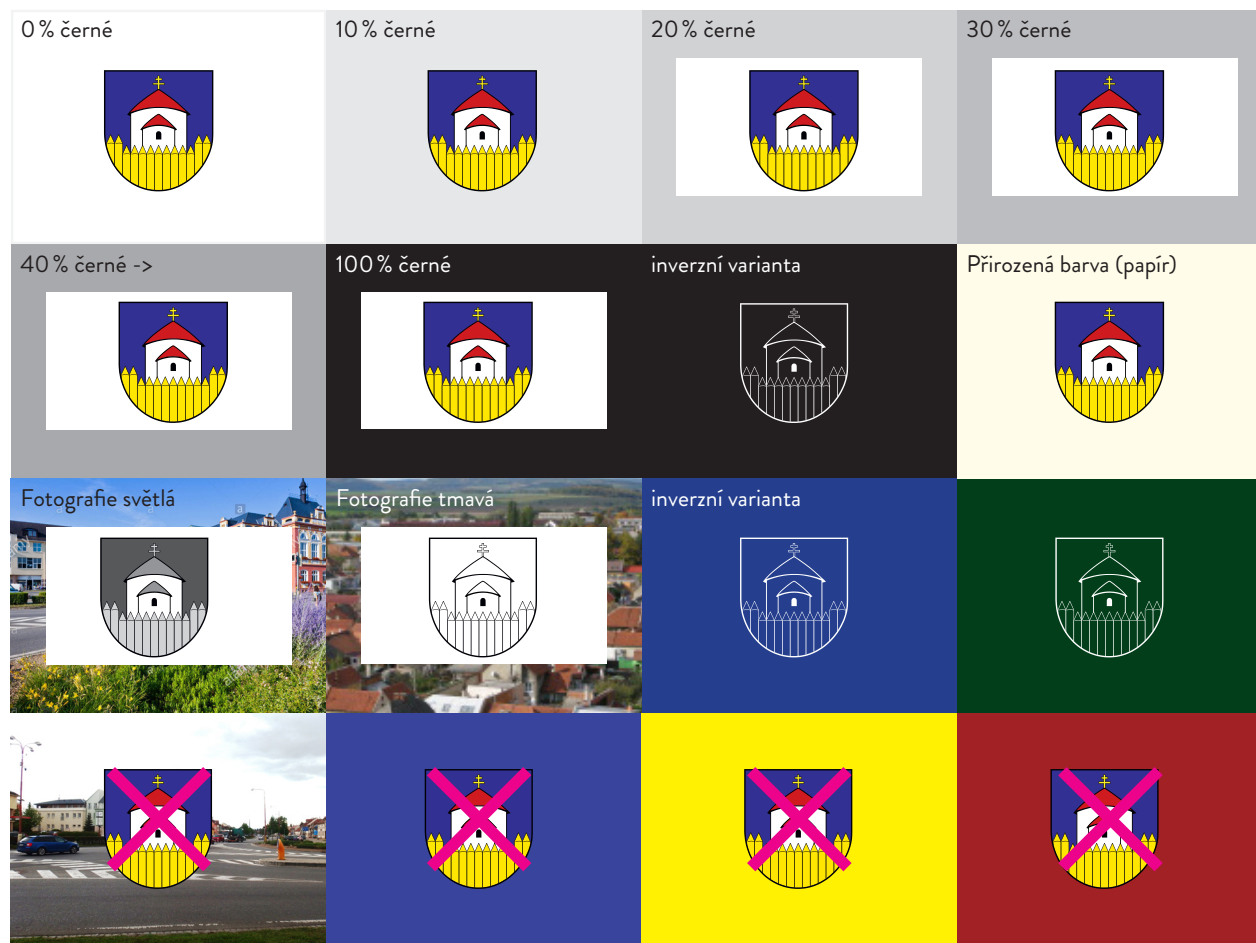 0 % černé
10 % černé
20 % černé
30 % černé
40 % černé ->
100 % černé
inverzní varianta
Přirozená barva (papír)
Fotografie světlá
Fotografie tmavá
inverzní varianta